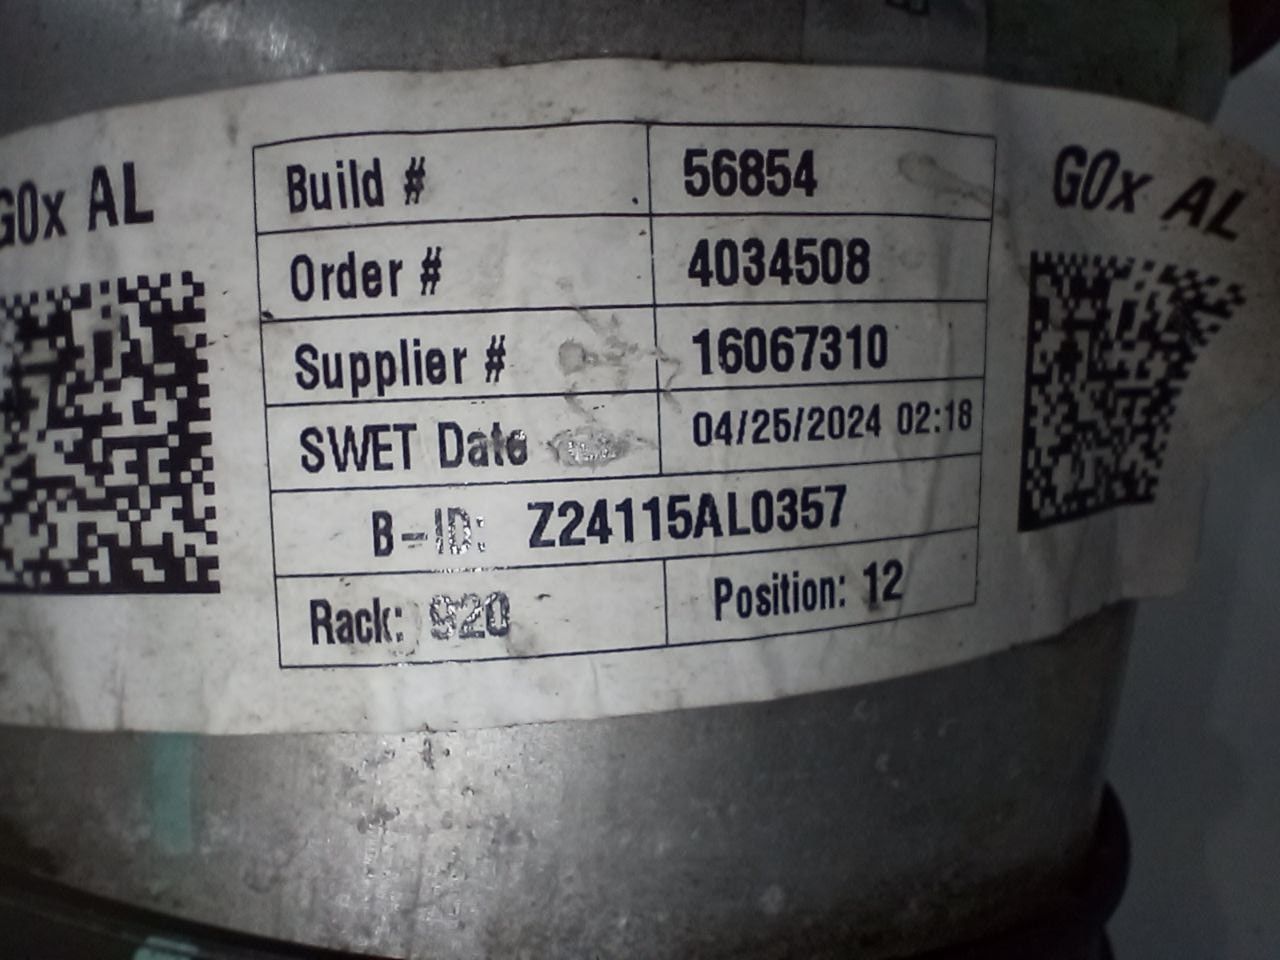 G0x AL
G0x AL
Build # 56854
Order # 4034508
Supplier # 16067310
SWET Date 04/25/2024 02:18
B-ID: Z24115AL0357
Rack: 920 Position: 12